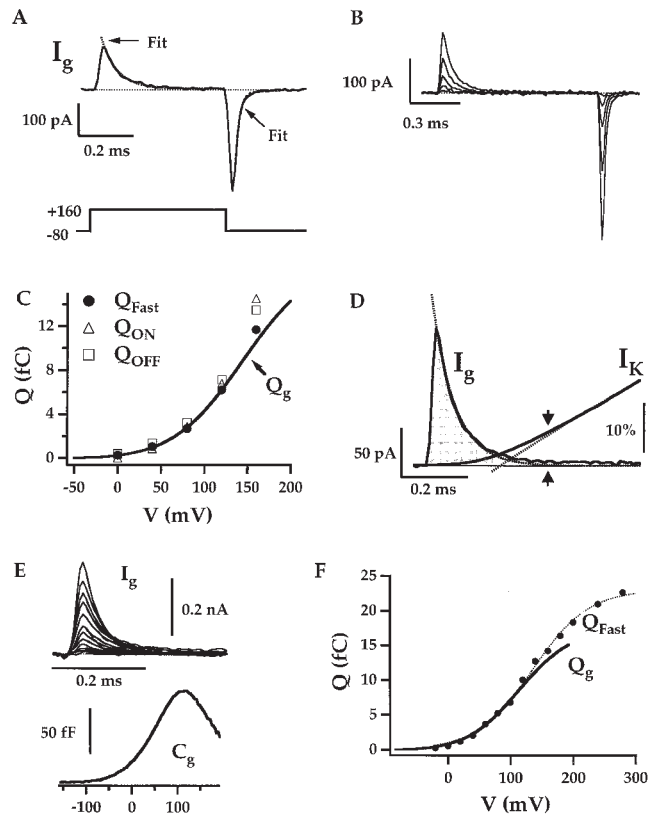 A
B
Ig
Fit
Fit
100 pA
0.2 ms
+160
-80
100 pA
0.3 ms
C
QFast
QON
QOFF
Qg
Q (fC)
12
8
4
0
-50 0 50 100 150 200
V (mV)
D
Ig
IK
10%
50 pA
0.2 ms
E
Ig
0.2 nA
0.2 ms
50 fF
Cg
-100 0 100
F
Q (fC)
25
20
15
10
5
0
QFast
Qg
0 100 200 300
V (mV)